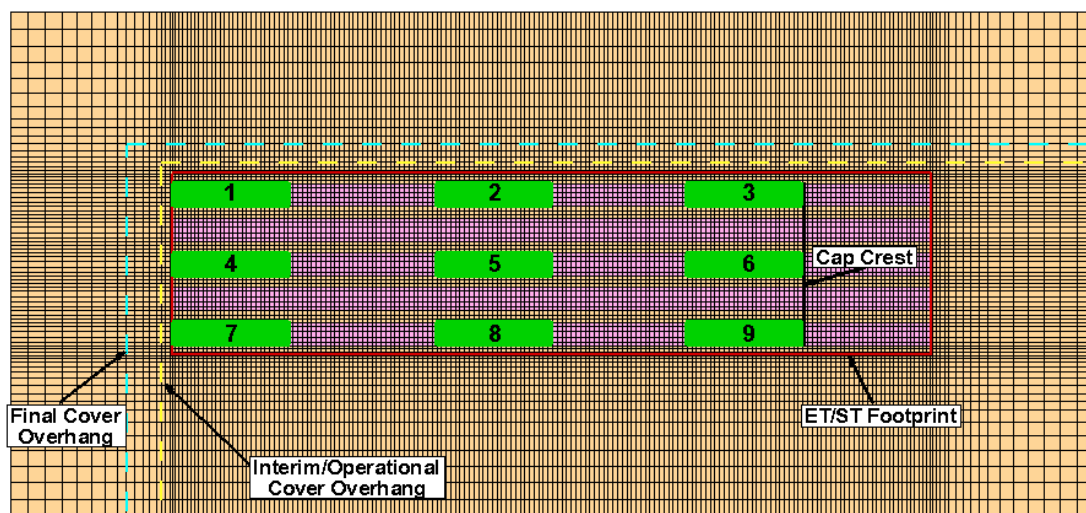 1
2
3
4
5
6
Cap Crest
7
8
9
Final Cover
Overhang
ET/ST Footprint
Interim/Operational
Cover Overhang